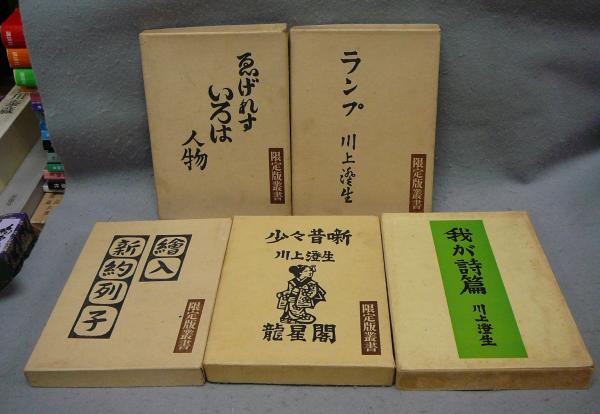 ゑげれす
いろは
人物
限定版叢書
ランプ
川上澄生
限定版叢書
繪入
新約列子
限定版叢書
少々昔噺
川上澄生
龍星閣
限定版叢書
我が詩篇
川上澄生